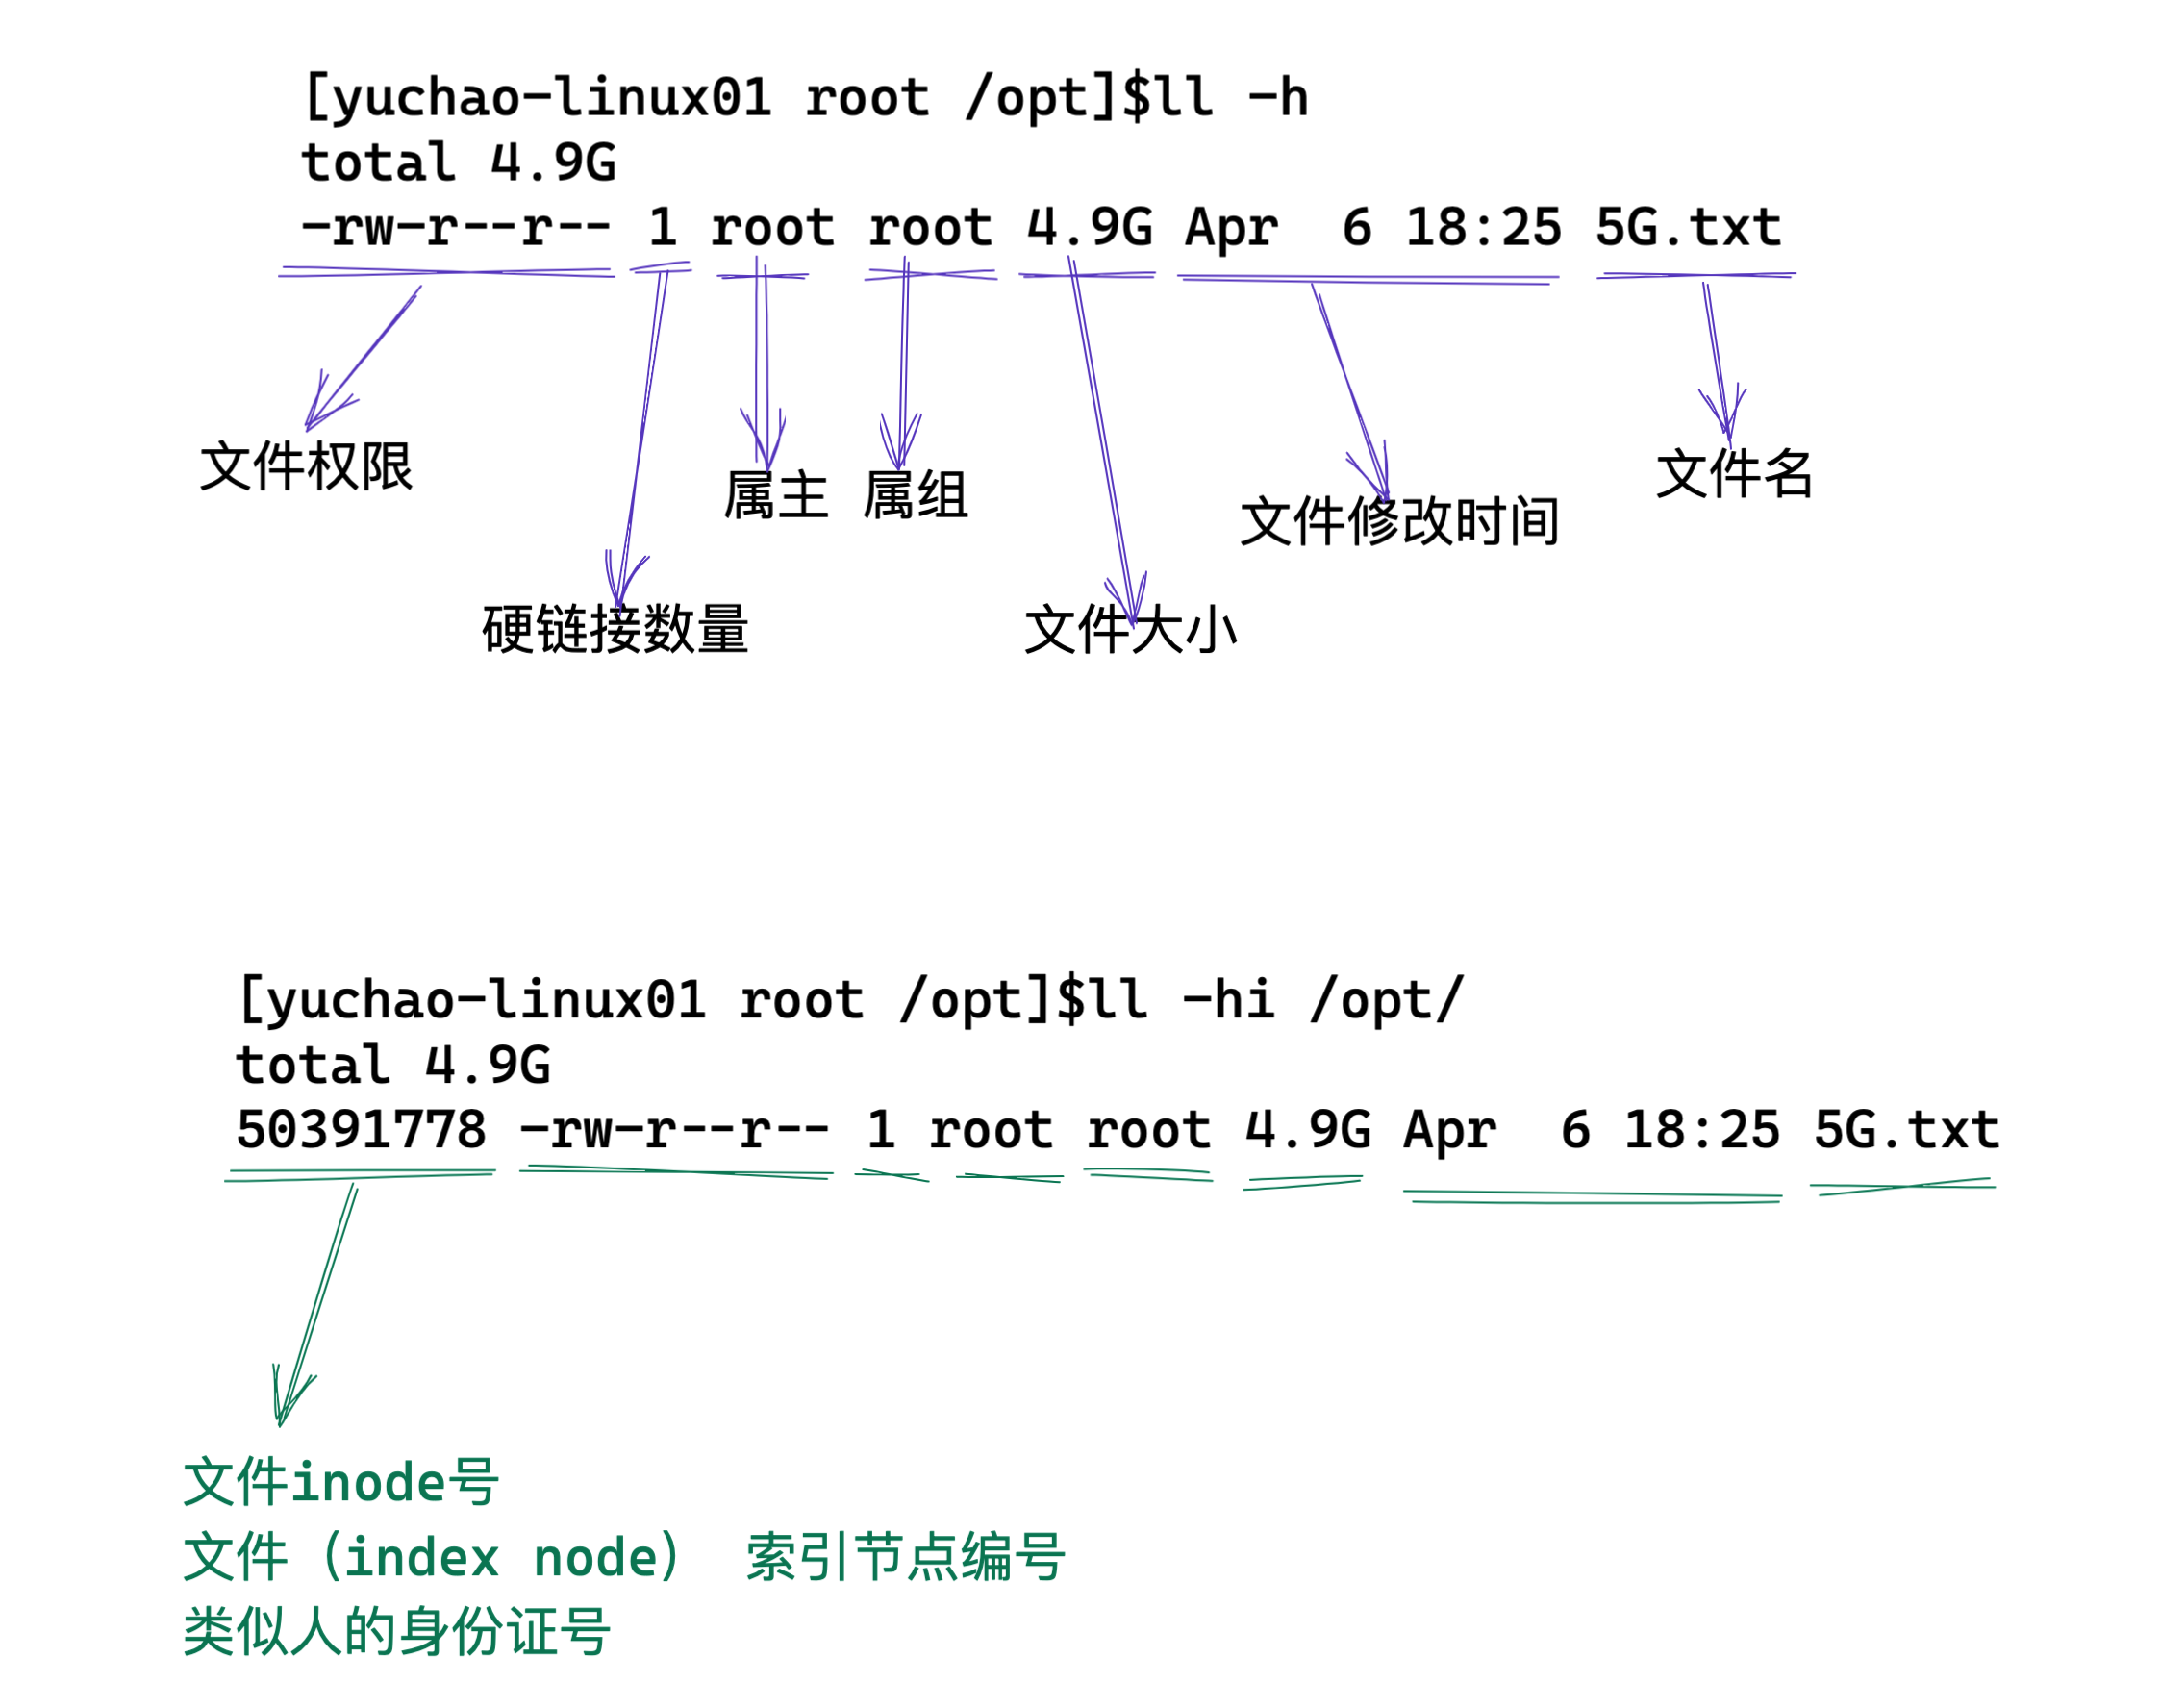 [yuchao-linux01 root /opt]$ll -h
total 4.9G
-rw-r--r-- 1 root root 4.9G Apr  6 18:25 5G.txt
文件权限
属主 属组
文件修改时间
文件名
硬链接数数量
文件大小
[yuchao-linux01 root /opt]$ll -hi /opt/
total 4.9G
50391778 -rw-r--r-- 1 root root 4.9G Apr  6 18:25 5G.txt
文件inode号
文件（index node） 索引节点编号
类似人的身份证号